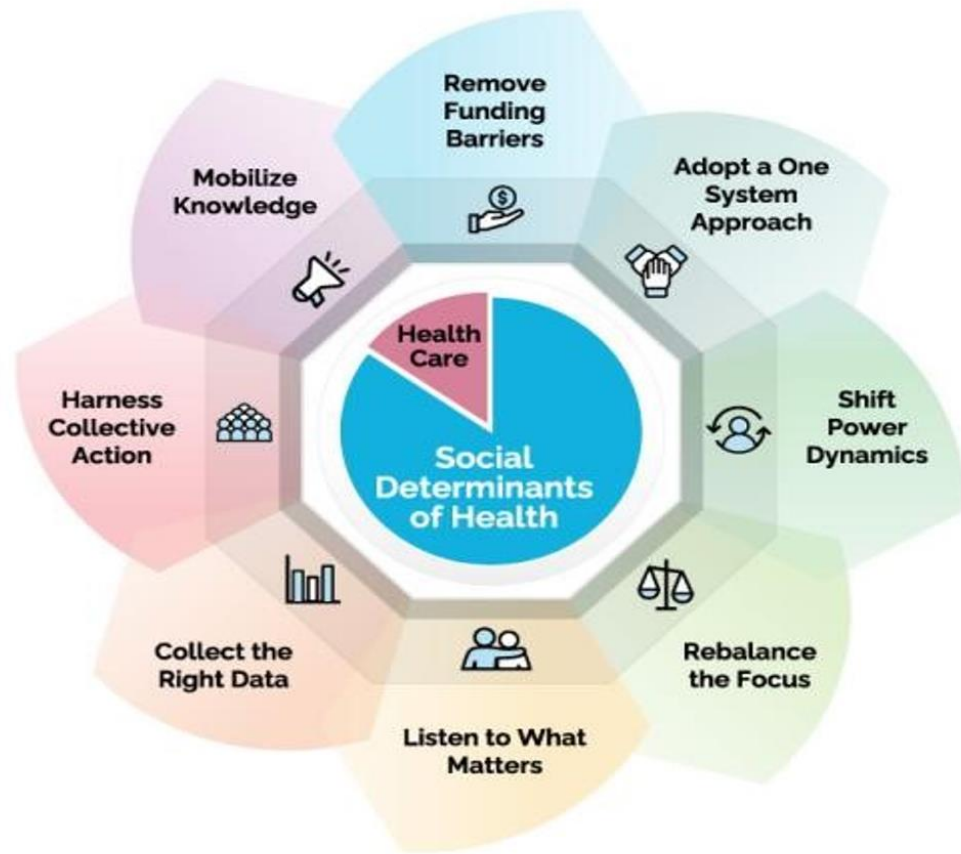 Remove
Funding
Barriers
Adopt a One
System
Approach
Shift
Power
Dynamics
Rebalance
the Focus
Listen to What
Matters
Collect the
Right Data
Harness
Collective
Action
Mobilize
Knowledge
$
Health
Care
Social
Determinants
of Health